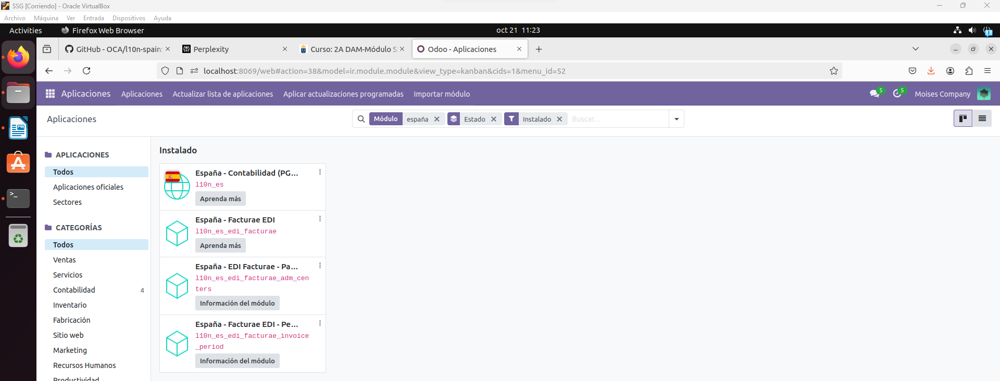 SSG [Corriendo] - Oracle VirtualBox
Archivo Máquina Ver Entrada Dispositivos Ayuda
Activities Firefox Web Browser oct 21 11:23
GitHub - OCA/l10n-spain: Perplexity Curso: 2A DAM-Módulo S Odoo - Aplicaciones
localhost:8069/web#action=38&model=ir.module.module&view_type=kanban&cids=1&menu_id=52
Aplicaciones Aplicaciones Actualizar lista de aplicaciones Aplicar actualizaciones programadas Importar módulo 5 5 Moises Company
Aplicaciones Módulo españa Estado Instalado Buscar...
APLICACIONES
Todos
Aplicaciones oficiales
Sectores
CATEGORÍAS
Todos
Ventas
Servicios
Contabilidad 4
Inventario
Fabricación
Sitio web
Marketing
Recursos Humanos
Productividad
Instalado
España - Contabilidad (PG...
l10n_es
Aprenda más
España - Facturae EDI
l10n_es_edi_facturae
Aprenda más
España - EDI Facturae - Pa...
l10n_es_edi_facturae_adm_cen
ters
Información del módulo
España - Facturae EDI - Pe...
l10n_es_edi_facturae_invoice
_period
Información del módulo